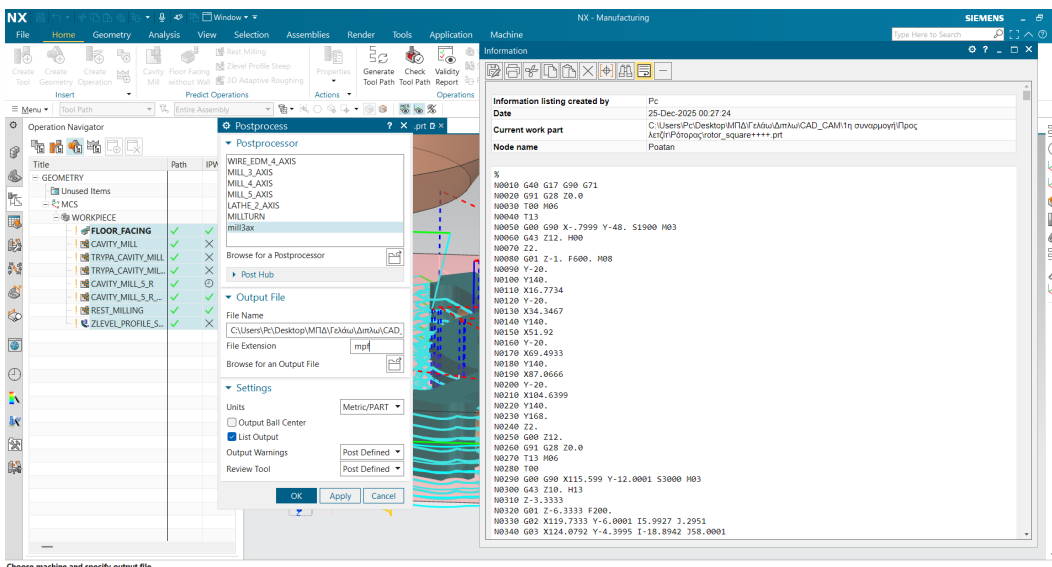 NX
Window
NX - Manufacturing
SIEMENS
File Home Geometry Analysis View Selection Assemblies Render Tools Application Machine
Type Here to Search
Create Tool
Create Geometry
Create Operation
Insert
Cavity Mill
Floor Facing without Wall
Rest Milling
Zlevel Profile Steep
3D Adaptive Roughing
Predict Operations
Properties
Actions
Generate Tool Path
Check Tool Path
Validity Report
Operations
Menu
Tool Path
Entire Assembly
Operation Navigator
Title Path IPW
GEOMETRY
Unused Items
MCS
WORKPIECE
FLOOR_FACING
CAVITY_MILL
TRYPA_CAVITY_MILL
TRYPA_CAVITY_MIL...
CAVITY_MILL_5_R
CAVITY_MILL_5_R_...
REST_MILLING
ZLEVEL_PROFILE_S...
.prt
Postprocess
Postprocessor
WIRE_EDM_4_AXIS
MILL_3_AXIS
MILL_4_AXIS
MILL_5_AXIS
LATHE_2_AXIS
MILLTURN
mill3ax
Browse for a Postprocessor
Post Hub
Output File
File Name
C:\Users\Pc\Desktop\ΜΠΔ\Γελάω\Διπλω\CAD_
File Extension mpf
Browse for an Output File
Settings
Units Metric/PART
Output Ball Center
List Output
Output Warnings Post Defined
Review Tool Post Defined
OK Apply Cancel
Information
Information listing created by Pc
Date 25-Dec-2025 00:27:24
Current work part C:\Users\Pc\Desktop\ΜΠΔ\Γελάω\Διπλω\CAD_CAM\1η συναρμογή\Προς
λετζίτ\Ρότορος\rotor_square++++.prt
Node name Poatan
%
N0010 G40 G17 G90 G71
N0020 G91 G28 Z0.0
N0030 T00 M06
N0040 T13
N0050 G00 G90 X-.7999 Y-48. S1900 M03
N0060 G43 Z12. H00
N0070 Z2.
N0080 G01 Z-1. F600. M08
N0090 Y-20.
N0100 Y140.
N0110 X16.7734
N0120 Y-20.
N0130 X34.3467
N0140 Y140.
N0150 X51.92
N0160 Y-20.
N0170 X69.4933
N0180 Y140.
N0190 X87.0666
N0200 Y-20.
N0210 X104.6399
N0220 Y140.
N0230 Y168.
N0240 Z2.
N0250 G00 Z12.
N0260 G91 G28 Z0.0
N0270 T13 M06
N0280 T00
N0290 G00 G90 X115.599 Y-12.0001 S3000 M03
N0300 G43 Z10. H13
N0310 Z-3.3333
N0320 G01 Z-6.3333 F200.
N0330 G02 X119.7333 Y-6.0001 I5.9927 J.2951
N0340 G03 X124.0792 Y-4.3995 I-18.8942 J58.0001
Choose machine and specify output file